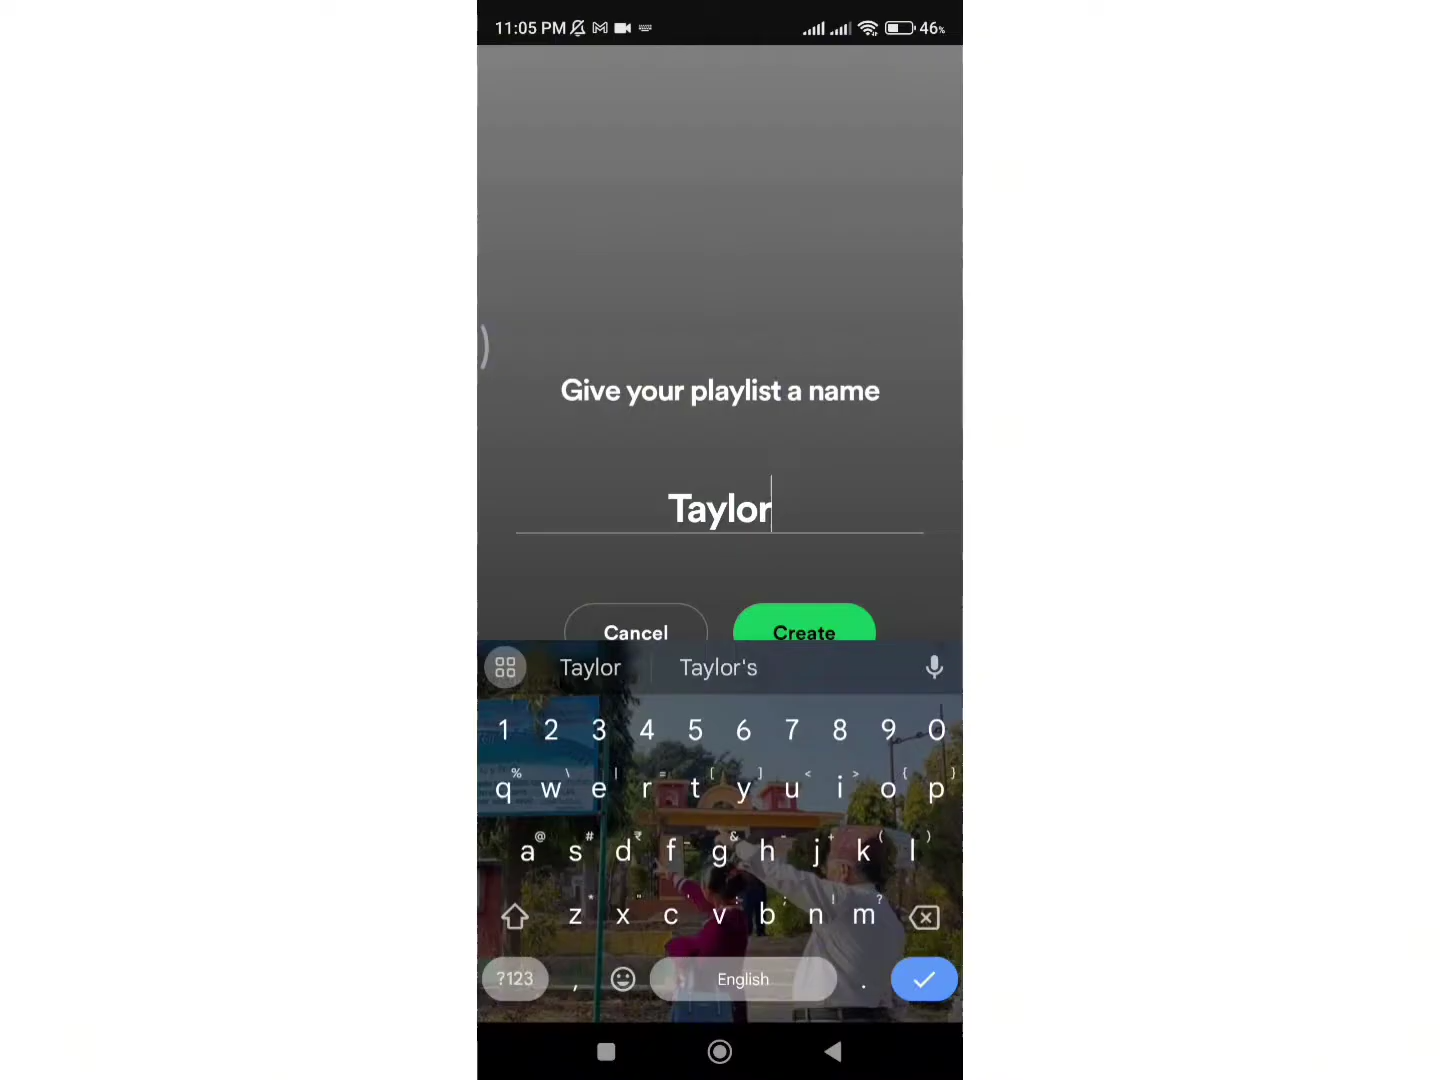 11:05 PM 46%
Give your playlist a name
Taylor
Cancel Create
Taylor Taylor's
1 2 3 4 5 6 7 8 9 0
% \ | = [ ] < > { }
q w e r t y u i o p
@ # ₹ _ & - + ( )
a s d f g h j k l
* " ' : ; ! ?
z x c v b n m
?123 , English .